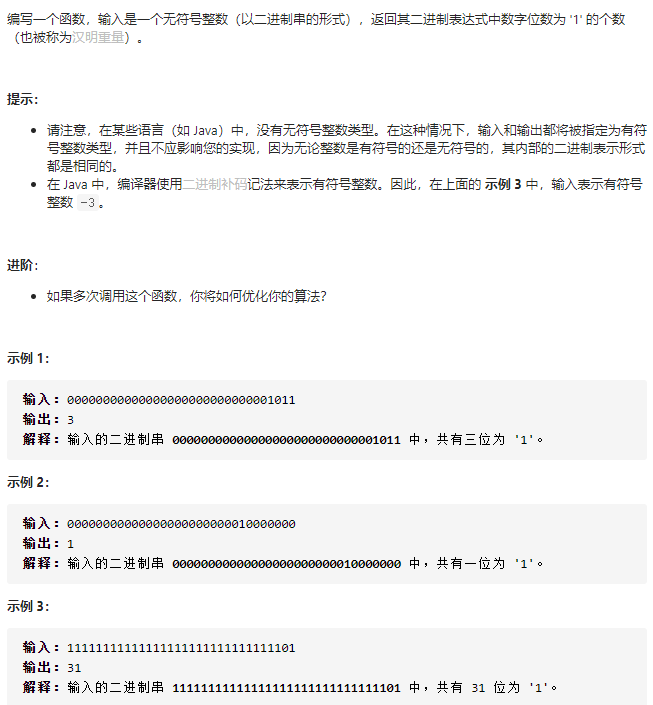 编写一个函数，输入是一个无符号整数（以二进制串的形式），返回其二进制表达式中数字位数为 '1' 的个数
（也被称为汉明重量）。
提示：
• 请注意，在某些语言（如 Java）中，没有无符号整数类型。在这种情况下，输入和输出都将被指定为有符
号整数类型，并且不应影响您的实现，因为无论整数是有符号的还是无符号的，其内部的二进制表示形式
都是相同的。
• 在 Java 中，编译器使用二进制补码记法来表示有符号整数。因此，在上面的 示例 3 中，输入表示有符号
整数 -3。
进阶：
• 如果多次调用这个函数，你将如何优化你的算法？
示例 1：
输入：00000000000000000000000000001011
输出：3
解释：输入的二进制串 00000000000000000000000000001011 中，共有三位为 '1'。
示例 2：
输入：00000000000000000000000010000000
输出：1
解释：输入的二进制串 00000000000000000000000010000000 中，共有一位为 '1'。
示例 3：
输入：11111111111111111111111111111101
输出：31
解释：输入的二进制串 11111111111111111111111111111101 中，共有 31 位为 '1'。